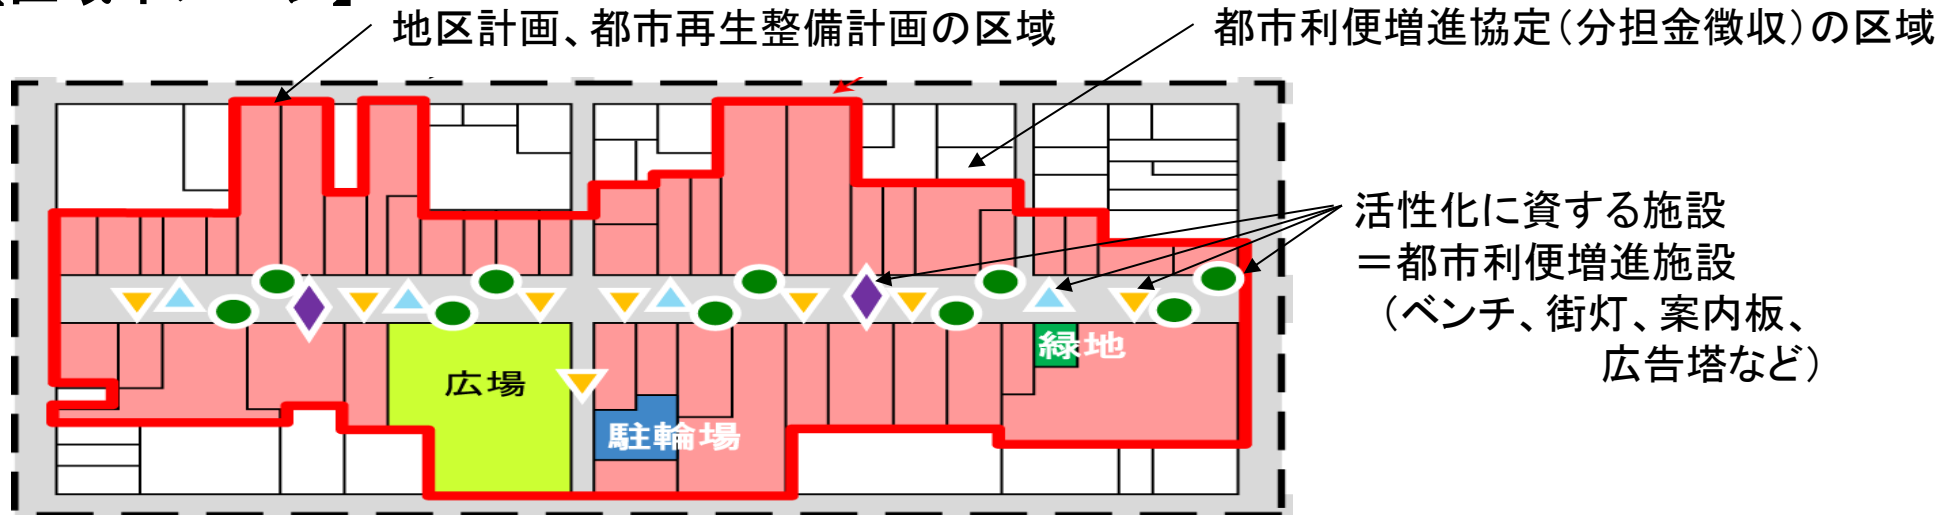 地区計画、都市再生整備計画の区域
都市利便増進協定(分担金徴収)の区域
活性化に資する施設
=都市利便増進施設
(ベンチ、街灯、案内板、
広告塔など)
緑地
広場
駐輪場